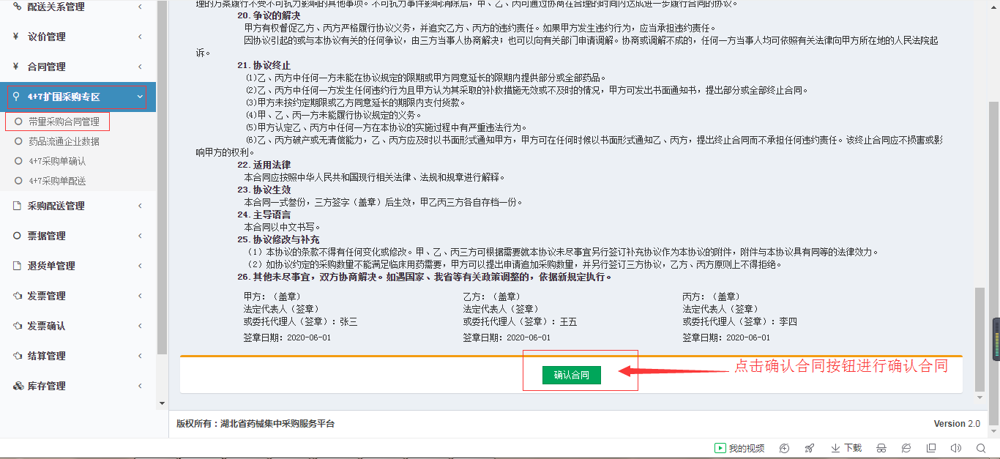 配送关系管理
议价管理
合同管理
4+7扩围采购专区
带量采购合同管理
药品流通企业数据
4+7采购单确认
4+7采购单配送
采购配送管理
票据管理
退货单管理
发票管理
发票确认
结算管理
库存管理
理的方案履行不受不可抗力影响的其他事项。不可抗力事件影响消除后，甲、乙、丙可通过协商在合理的时间内达成进一步履行合同的协议。
20.争议的解决
甲方有权督促乙方、丙方严格履行协议义务，并追究乙方、丙方的违约责任。如果甲方发生违约行为，应当承担违约责任。
因协议引起的或与本协议有关的任何争议，由三方当事人协商解决；也可以向有关部门申请调解。协商或调解不成的，任何一方当事人均可依照有关法律向甲方所在地的人民法院起
诉。
21.协议终止
(1)乙、丙方中任何一方未能在协议规定的限期或甲方同意延长的限期内提供部分或全部药品。
(2)乙、丙方中任何一方发生任何违约行为且甲方认为其采取的补救措施无效或不及时的情况，甲方可发出书面通知书，提出部分或全部终止合同。
(3)甲方未按约定期限或乙方同意延长的期限内支付货款。
(4)甲、乙、丙一方未能履行协议规定的义务。
(5)甲方认定乙、丙方中任何一方在本协议的实施过程中有严重违法行为。
(6)乙、丙方破产或无清偿能力，乙、丙方应及时以书面形式通知甲方，甲方可在任何时候以书面形式通知乙、丙方，提出终止合同而不承担任何违约责任。该终止合同应不损害或影
响甲方的权利。
22.适用法律
本合同应按照中华人民共和国现行相关法律、法规和规章进行解释。
23.协议生效
本合同一式叁份，三方签字（盖章）后生效，甲乙丙三方各自存档一份。
24.主导语言
本合同以中文书写。
25.协议修改与补充
（1）本协议的条款不得有任何变化或修改。甲、乙、丙三方可根据需要就本协议未尽事宜另行签订补充协议作为本协议的附件，附件与本协议具有同等的法律效力。
（2）如协议约定的采购数量不能满足临床用药需要，甲方可以提出申请追加采购数量，并另行签订三方协议，乙方、丙方原则上不得拒绝。
26.其他未尽事宜，双方协商解决。如遇国家、我省等有关政策调整的，依据新规定执行。
甲方：（盖章） 乙方：（盖章） 丙方：（盖章）
法定代表人（签章） 法定代表人（签章） 法定代表人（签章）
或委托代理人（签章）：张三 或委托代理人（签章）：王五 或委托代理人（签章）：李四
签章日期：2020-06-01 签章日期：2020-06-01 签章日期：2020-06-01
确认合同
点击确认合同按钮进行确认合同
版权所有：湖北省药械集中采购服务平台 Version 2.0
我的视频 下载